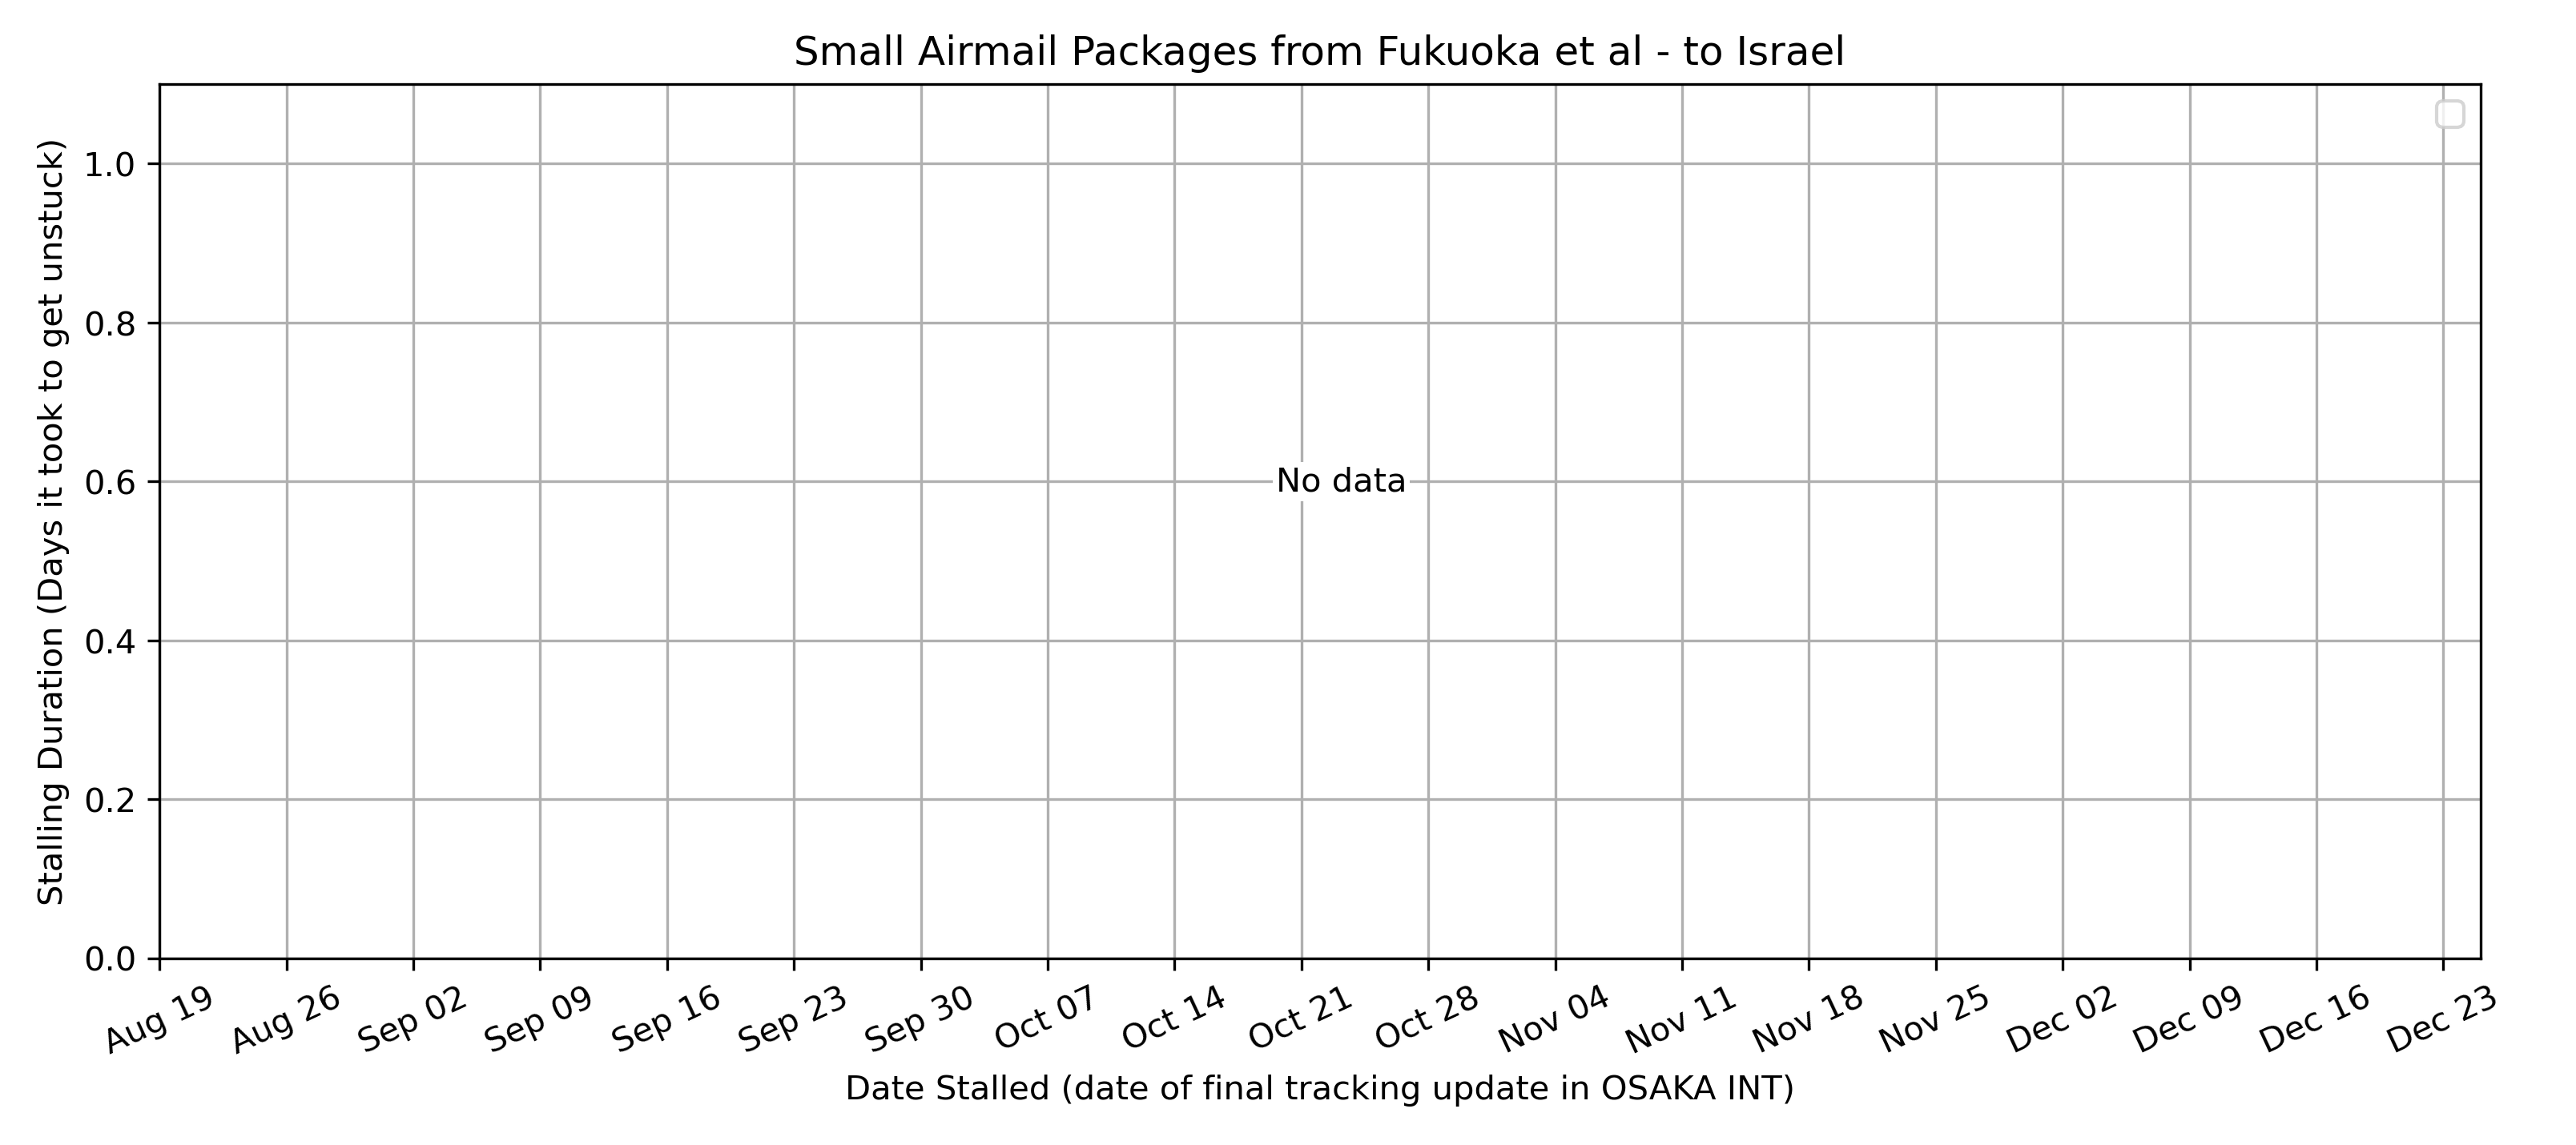 Small Airmail Packages from Fukuoka et al - to Israel
Stalling Duration (Days it took to get unstuck)
1.0
0.8
0.6
0.4
0.2
0.0
No data
Aug 19
Aug 26
Sep 02
Sep 09
Sep 16
Sep 23
Sep 30
Oct 07
Oct 14
Oct 21
Oct 28
Nov 04
Nov 11
Nov 18
Nov 25
Dec 02
Dec 09
Dec 16
Dec 23
Date Stalled (date of final tracking update in OSAKA INT)